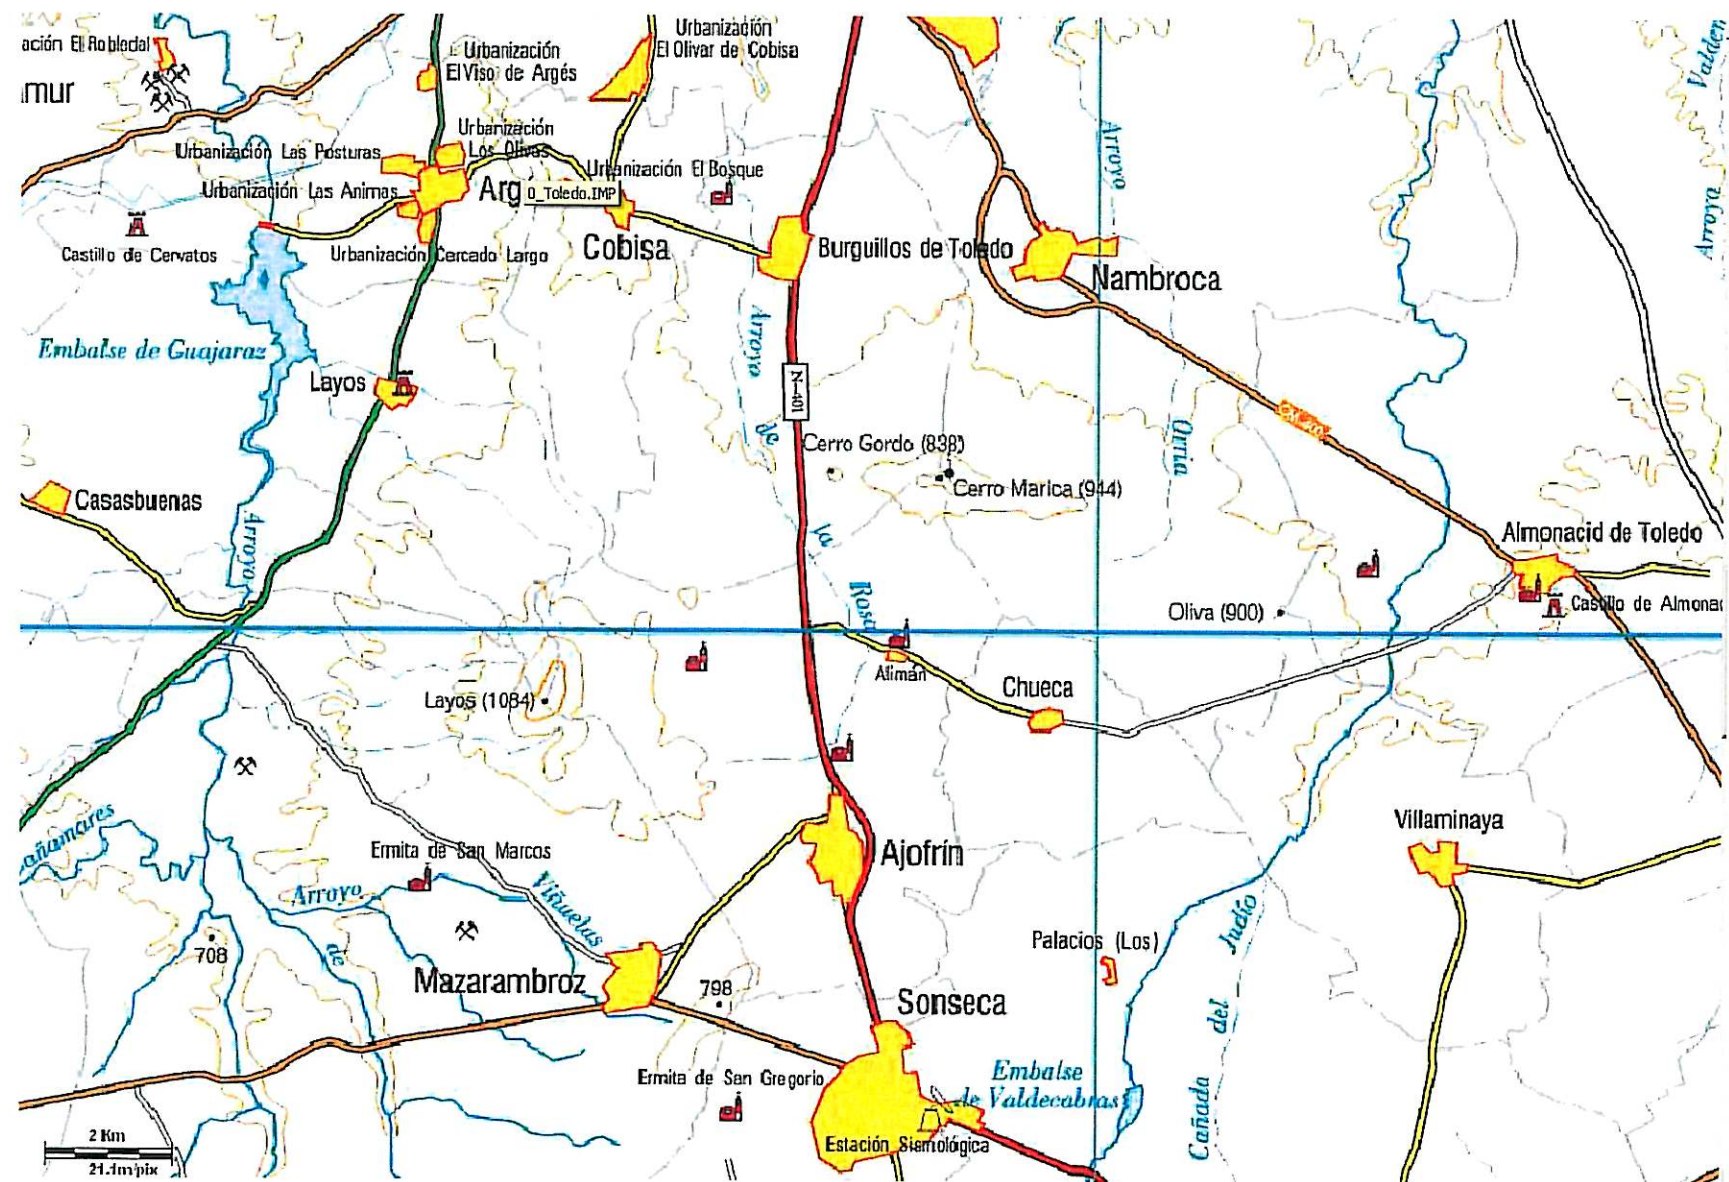 Urbanización
El Olivar de Cobisa
ación El Robledal
Urbanización
El Viso de Argés
mur
Urbanización
Los Olivos
Urbanización Las Posturas
Urbanización El Bosque
Urbanización Las Animas
Arg
0_Toledo.IMP
Castillo de Cervatos
Urbanización Cercado Largo
Cobisa
Burguillos de Toledo
Nambroca
Arroyo
Valden
Arroyo
Embalse de Guajaraz
Layos
Arroyo
de
la
Rosa
N-401
Cerro Gordo (838)
Cerro Marica (944)
Casasbuenas
Arroyo
Almonacid de Toledo
Castillo de Almonac
Oliva (900)
Alimán
Chueca
Layos (1084)
Villaminaya
Ermita de San Marcos
Ajofrín
Arroyo
de
Viñuelas
708
Palacios (Los)
Mazarambroz
798
Sonseca
Cañada del Judío
Ermita de San Gregorio
Embalse
de Valdecabras
Estación Sismológica
2 Km
21.1m/pix